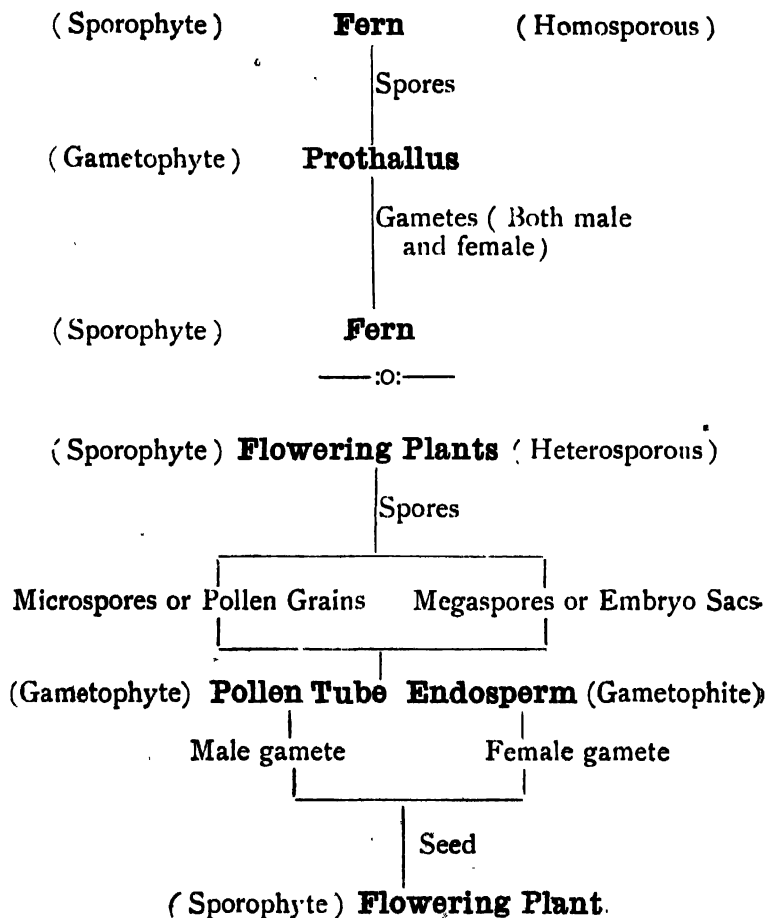 (Sporophyte) Fern (Homosporous)
Spores
(Gametophyte) Prothallus
Gametes ( Both male
and female)
(Sporophyte) Fern
:O:
(Sporophyte) Flowering Plants (Heterosporous)
Spores
Microspores or Pollen Grains Megaspores or Embryo Sacs
(Gametophyte) Pollen Tube Endosperm (Gametophite)
Male gamete Female gamete
Seed
(Sporophyte) Flowering Plant.